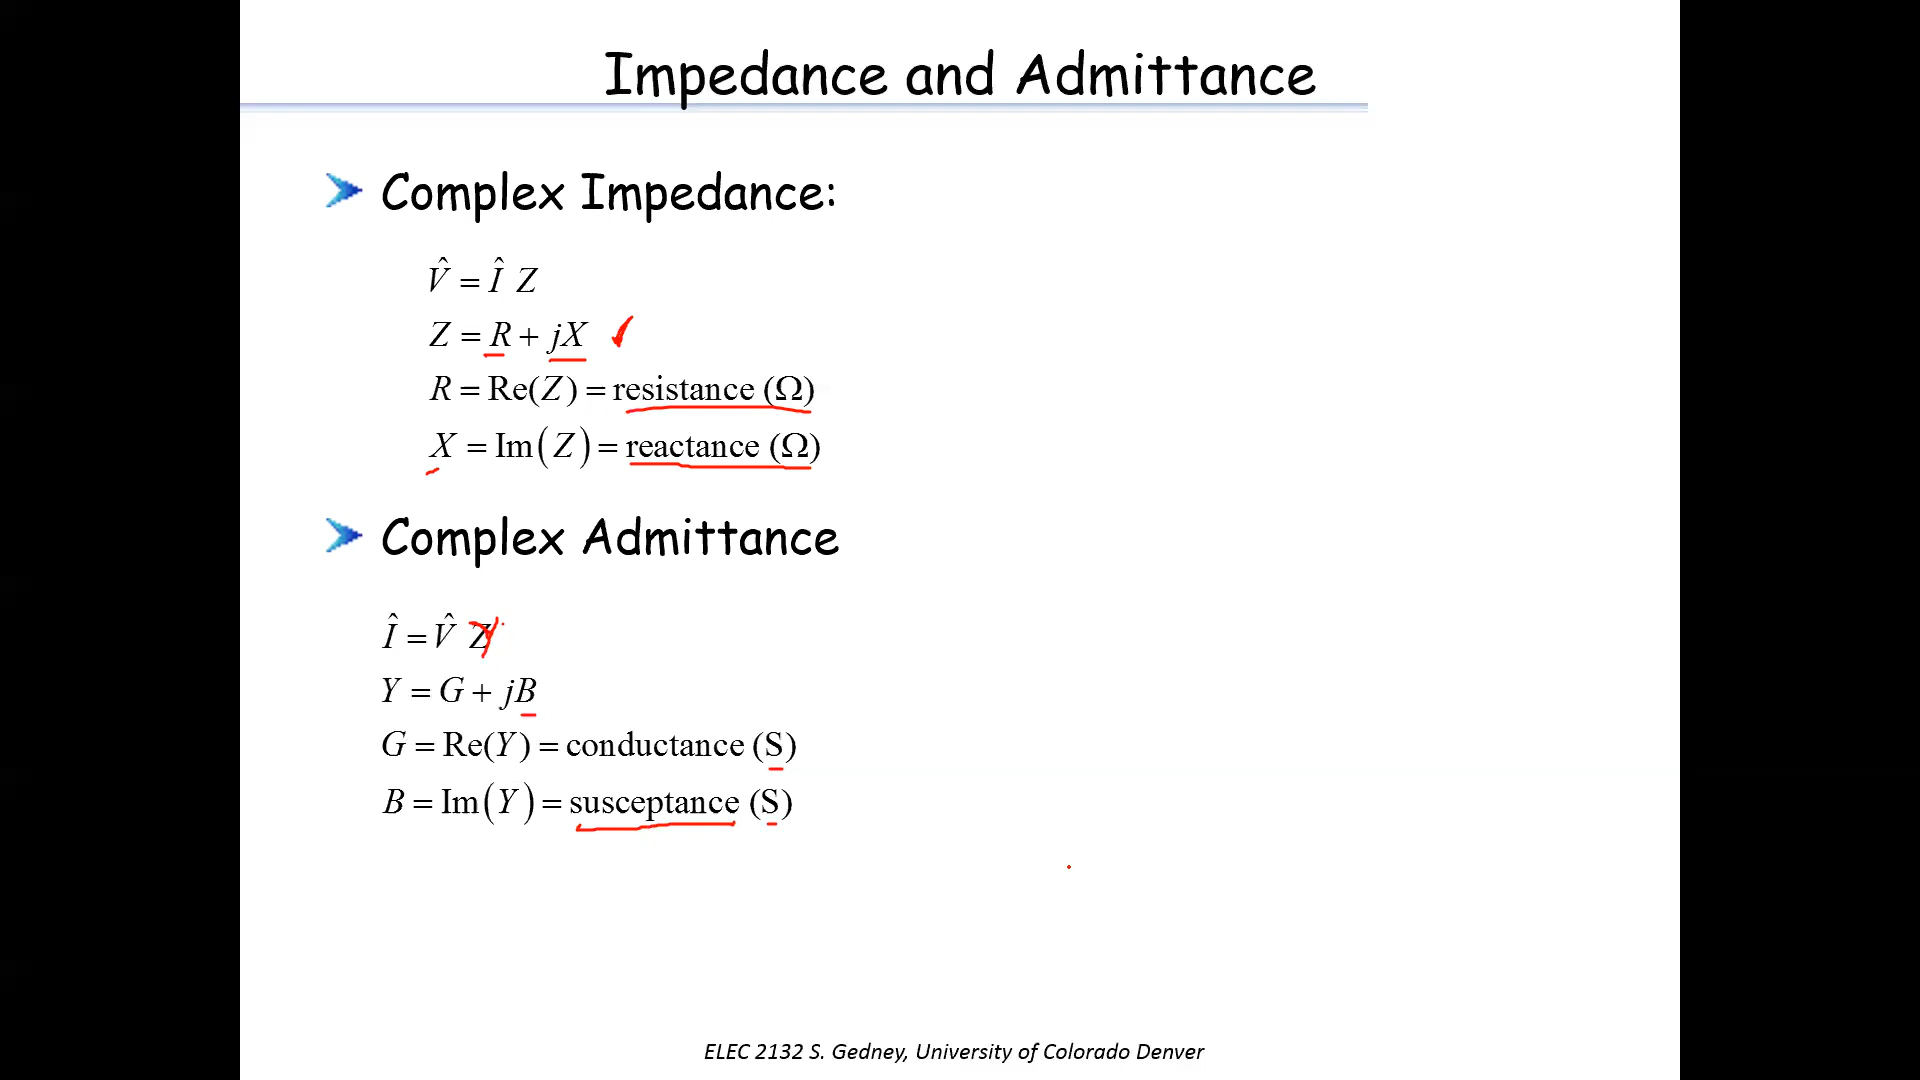 Impedance and Admittance
Complex Impedance:
V̂ = Î Z
Z = R + jX
R = Re(Z) = resistance (Ω)
X = Im(Z) = reactance (Ω)
Complex Admittance
Î = V̂ Y
Y = G + jB
G = Re(Y) = conductance (S)
B = Im(Y) = susceptance (S)
ELEC 2132 S. Gedney, University of Colorado Denver